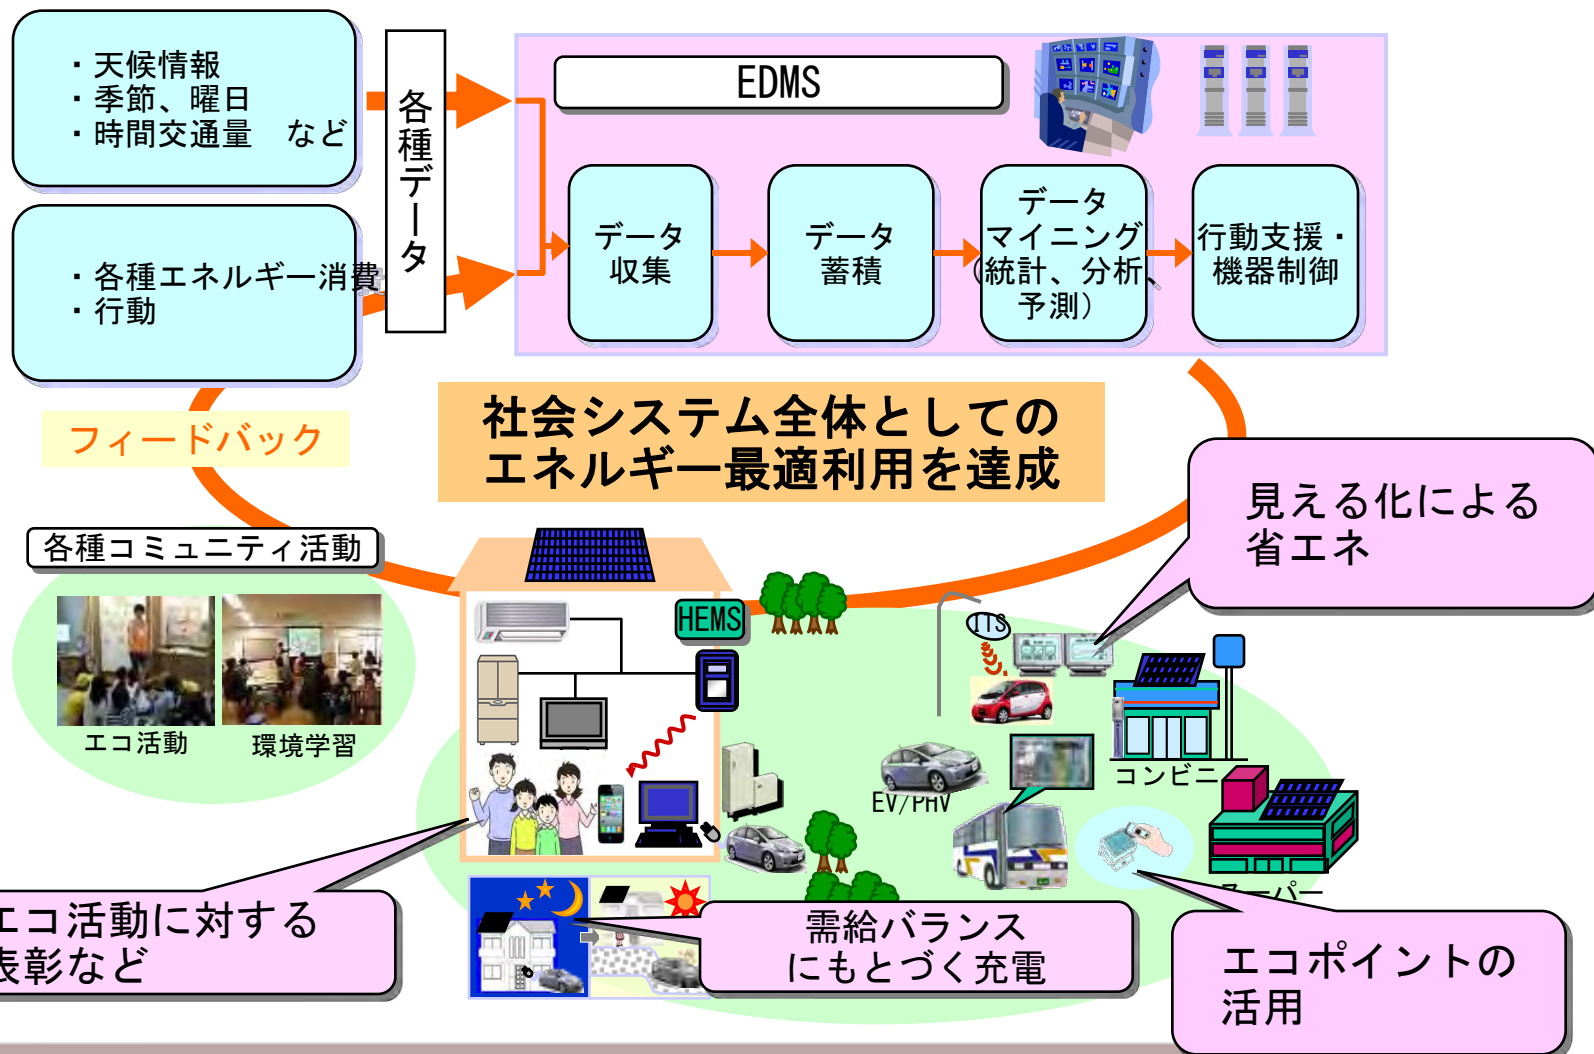 ・天候情報
・季節、曜日
・時間交通量　など
・各種エネルギー消費
・行動
各種データ
EDMS
データ
収集
データ
蓄積
データ
マイニング
(統計、分析、
予測)
行動支援・
機器制御
フィードバック
社会システム全体としての
エネルギー最適利用を達成
見える化による
省エネ
各種コミュニティ活動
エコ活動
環境学習
HEMS
ITS
コンビニ
EV/PHV
スーパー
エコ活動に対する
表彰など
需給バランス
にもとづく充電
エコポイントの
活用